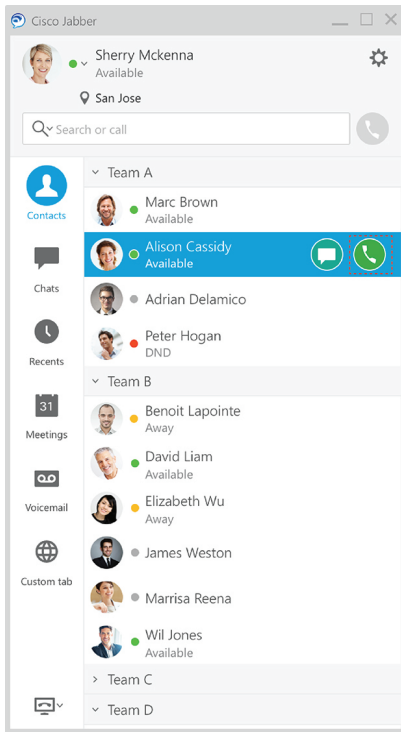 Cisco Jabber
Sherry Mckenna
Available
San Jose
Search or call
Contacts
Chats
Recents
31
Meetings
Voicemail
Custom tab
Team A
Marc Brown
Available
Alison Cassidy
Available
Adrian Delamico
Peter Hogan
DND
Team B
Benoit Lapointe
Away
David Liam
Available
Elizabeth Wu
Away
James Weston
Marrisa Reena
Wil Jones
Available
Team C
Team D